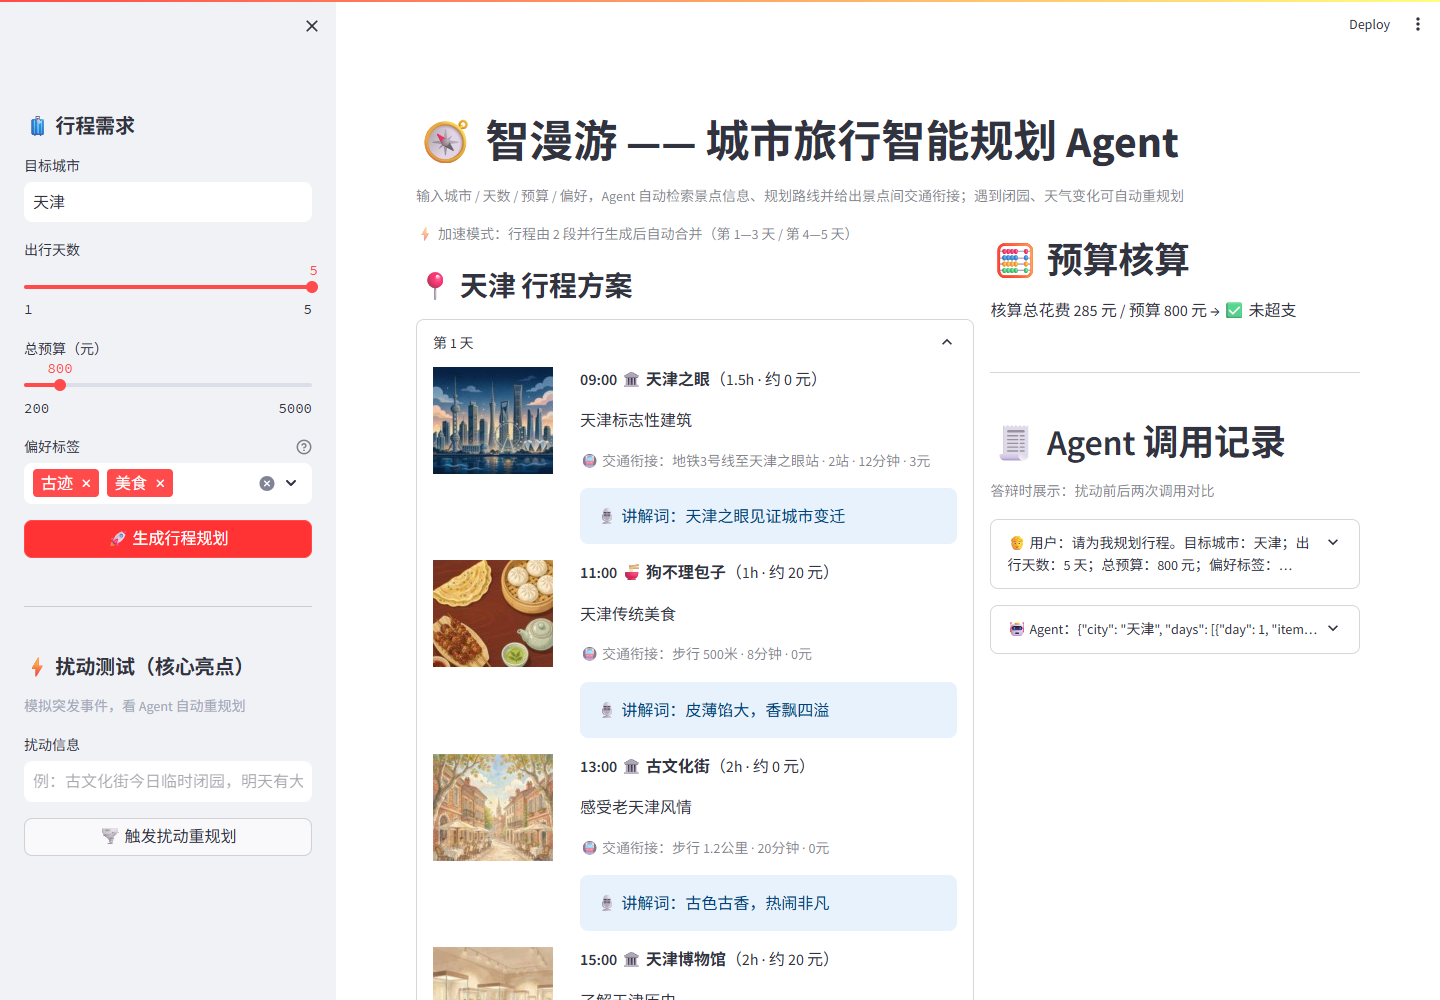 Deploy
行程需求
目标城市
天津
出行天数
5
1
5
总预算（元）
800
200
5000
偏好标签
古迹
美食
生成行程规划
扰动测试（核心亮点）
模拟突发事件，看 Agent 自动重规划
扰动信息
例：古文化街今日临时闭园，明天有大
触发扰动重规划
智漫游 —— 城市旅行智能规划 Agent
输入城市 / 天数 / 预算 / 偏好，Agent 自动检索景点信息、规划路线并给出景点间交通衔接；遇到闭园、天气变化可自动重规划
加速模式：行程由 2 段并行生成后自动合并（第 1—3 天 / 第 4—5 天）
天津 行程方案
第 1 天
09:00 天津之眼（1.5h · 约 0 元）
天津标志性建筑
交通衔接：地铁3号线至天津之眼站 · 2站 · 12分钟 · 3元
讲解词：天津之眼见证城市变迁
11:00 狗不理包子（1h · 约 20 元）
天津传统美食
交通衔接：步行 500米 · 8分钟 · 0元
讲解词：皮薄馅大，香飘四溢
13:00 古文化街（2h · 约 0 元）
感受老天津风情
交通衔接：步行 1.2公里 · 20分钟 · 0元
讲解词：古色古香，热闹非凡
15:00 天津博物馆（2h · 约 20 元）
了解天津历史
预算核算
核算总花费 285 元 / 预算 800 元 → ✅ 未超支
Agent 调用记录
答辩时展示：扰动前后两次调用对比
用户：请为我规划行程。目标城市：天津；出
行天数：5 天；总预算：800 元；偏好标签：…
Agent：{"city": "天津", "days": [{"day": 1, "item…